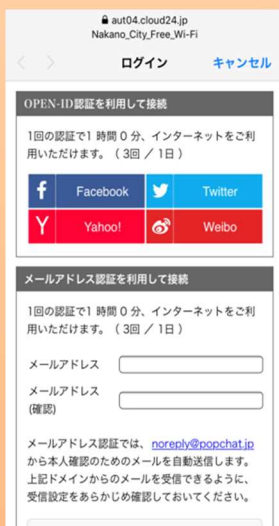 aut04.cloud24.jp
Nakano_City_Free_Wi-Fi
ログイン
キャンセル
OPEN-ID認証を利用して接続
1回の認証で1 時間 0 分、インターネットをご利
用いただけます。（ 3回 ／ 1日 ）
f Facebook
Twitter
Y Yahoo!
Weibo
メールアドレス認証を利用して接続
1回の認証で1 時間 0 分、インターネットをご利
用いただけます。（ 3回 ／ 1日 ）
メールアドレス
メールアドレス
(確認)
メールアドレス認証では、 noreply@popchat.jp
から本人確認のためのメールを自動送信します。
上記ドメインからのメールを受信できるように、
受信設定をあらかじめ確認しておいてください。